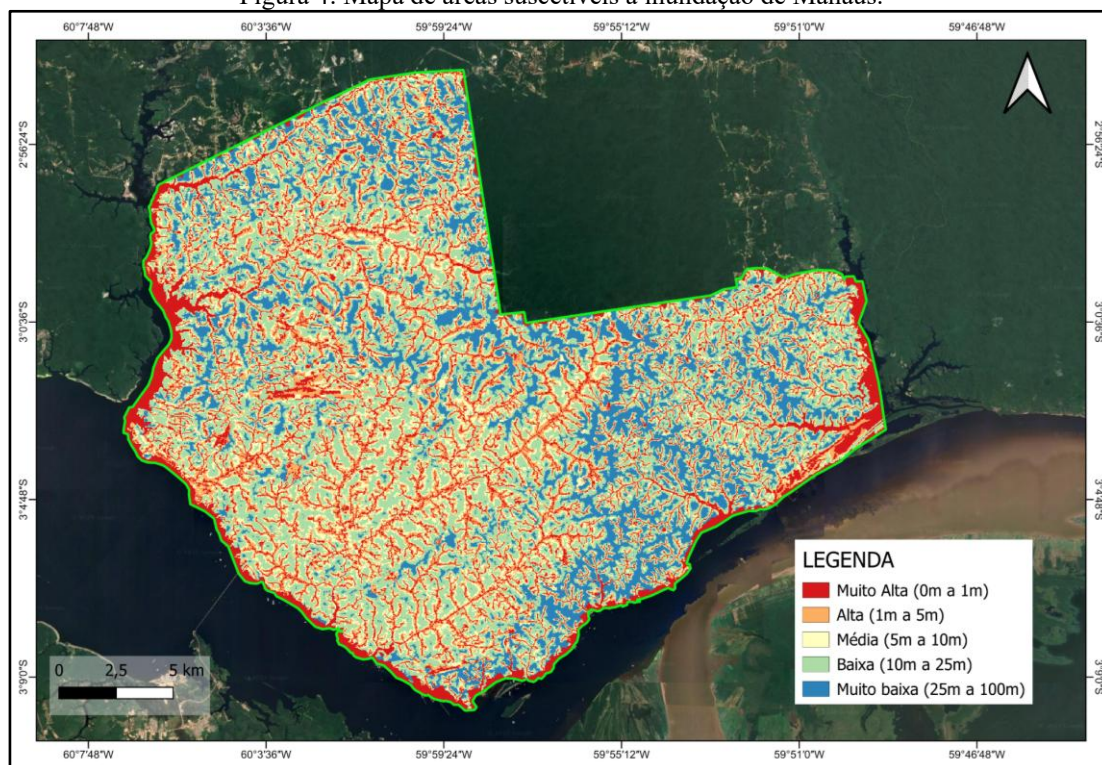 Figura 4: Mapa de áreas suscetíveis à inundação de Manaus.
60°7'48"W 60°3'36"W 59°59'24"W 59°55'12"W 59°51'0"W 59°46'48"W
2°56'24"S 2°56'24"S
3°0'36"S 3°0'36"S
3°4'48"S 3°4'48"S
LEGENDA
Muito Alta (0m a 1m)
Alta (1m a 5m)
Média (5m a 10m)
Baixa (10m a 25m)
Muito baixa (25m a 100m)
0 2,5 5 km
3°9'0"S 3°9'0"S
60°7'48"W 60°3'36"W 59°59'24"W 59°55'12"W 59°51'0"W 59°46'48"W